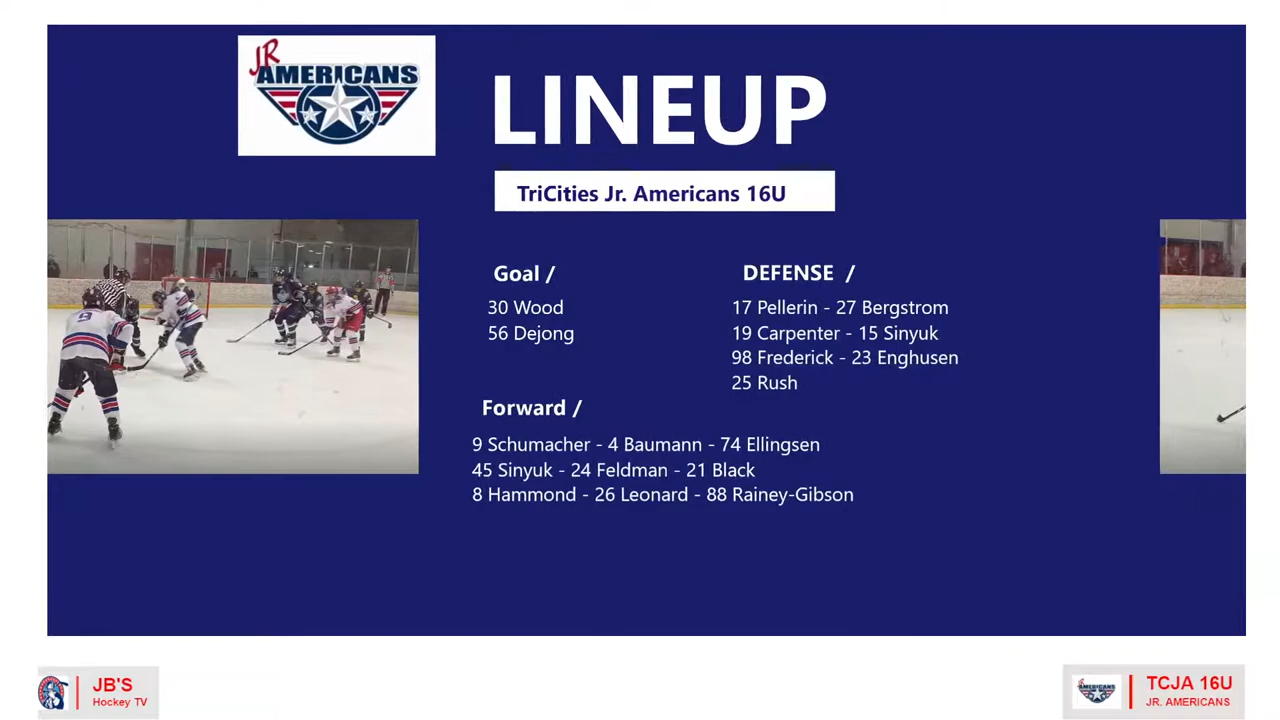 JR
AMERICANS
LINEUP
TriCities Jr. Americans 16U
Goal /
30 Wood
56 Dejong
DEFENSE /
17 Pellerin - 27 Bergstrom
19 Carpenter - 15 Sinyuk
98 Frederick - 23 Enghusen
25 Rush
Forward /
9 Schumacher - 4 Baumann - 74 Ellingsen
45 Sinyuk - 24 Feldman - 21 Black
8 Hammond - 26 Leonard - 88 Rainey-Gibson
JB'S
Hockey TV
AMERICANS
TCJA 16U
JR. AMERICANS